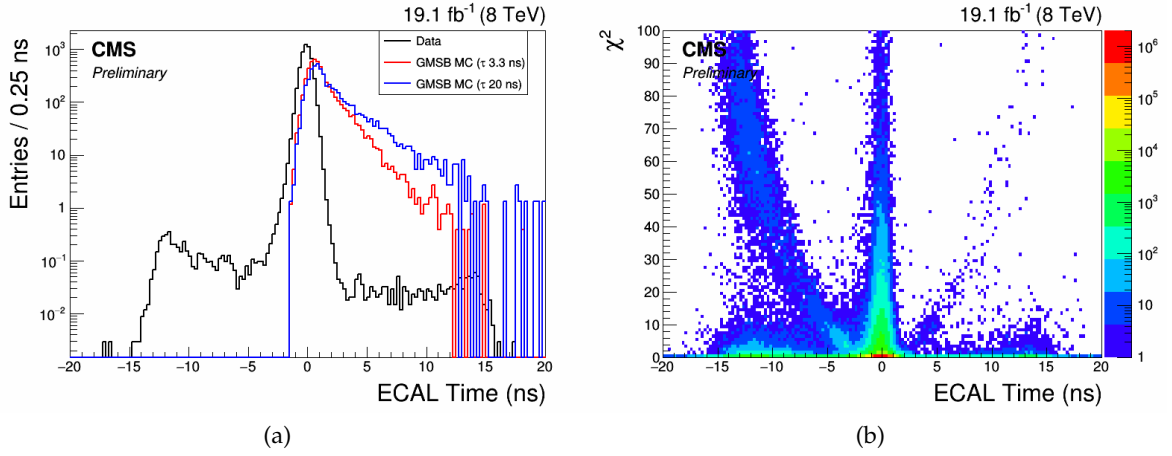 19.1 fb⁻¹ (8 TeV)
CMS
Preliminary
Data
GMSB MC (τ 3.3 ns)
GMSB MC (τ 20 ns)
Entries / 0.25 ns
10³
10²
10
1
10⁻¹
10⁻²
−20 −15 −10 −5 0 5 10 15 20
ECAL Time (ns)
(a)
19.1 fb⁻¹ (8 TeV)
χ²
CMS
Preliminary
100
90
80
70
60
50
40
30
20
10
0
−20 −15 −10 −5 0 5 10 15 20
10⁶
10⁵
10⁴
10³
10²
10
1
ECAL Time (ns)
(b)